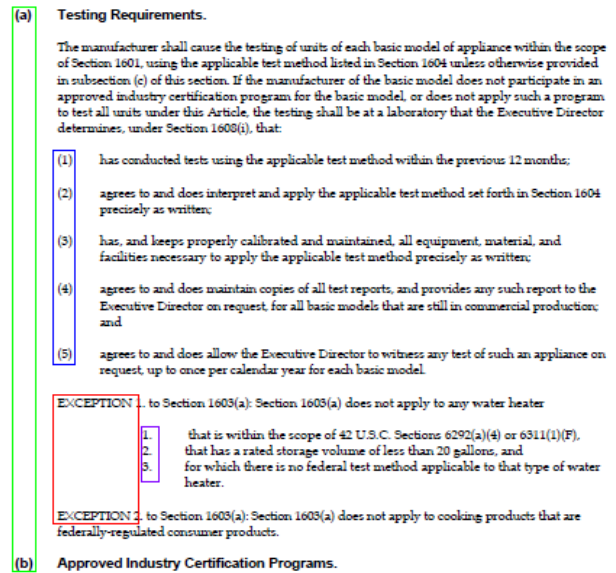 (a) Testing Requirements.
The manufacturer shall cause the testing of units of each basic model of appliance within the scope
of Section 1601, using the applicable test method listed in Section 1604 unless otherwise provided
in subsection (c) of this section. If the manufacturer of the basic model does not participate in an
approved industry certification program for the basic model, or does not apply such a program
to test all units under this Article, the testing shall be at a laboratory that the Executive Director
determines, under Section 1608(i), that:
(1) has conducted tests using the applicable test method within the previous 12 months;
(2) agrees to and does interpret and apply the applicable test method set forth in Section 1604
precisely as written;
(3) has, and keeps properly calibrated and maintained, all equipment, material, and
facilities necessary to apply the applicable test method precisely as written;
(4) agrees to and does maintain copies of all test reports, and provides any such report to the
Executive Director on request, for all basic models that are still in commercial production;
and
(5) agrees to and does allow the Executive Director to witness any test of such an appliance on
request, up to once per calendar year for each basic model.
EXCEPTION 1. to Section 1603(a): Section 1603(a) does not apply to any water heater
1. that is within the scope of 42 U.S.C. Sections 6292(a)(4) or 6311(1)(F),
2. that has a rated storage volume of less than 20 gallons, and
3. for which there is no federal test method applicable to that type of water
heater.
EXCEPTION 2. to Section 1603(a): Section 1603(a) does not apply to cooking products that are
federally-regulated consumer products.
(b) Approved Industry Certification Programs.